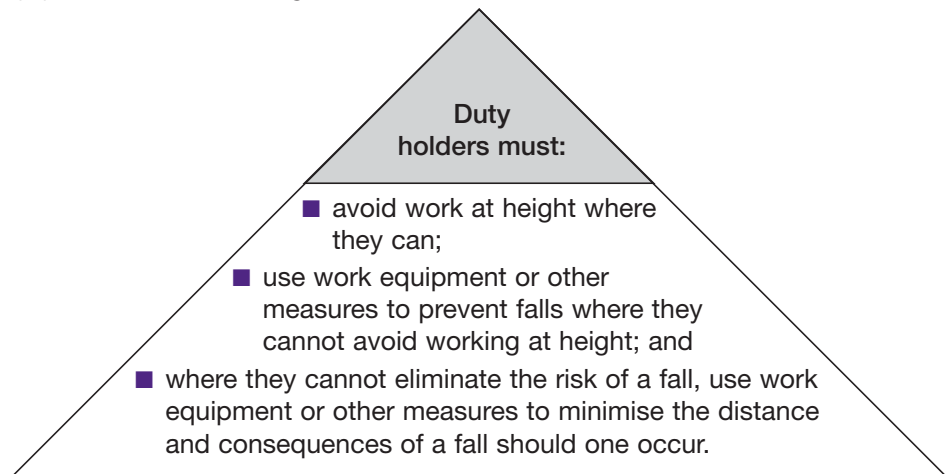 Duty
holders must:
■ avoid work at height where
they can;
■ use work equipment or other
measures to prevent falls where they
cannot avoid working at height; and
■ where they cannot eliminate the risk of a fall, use work
equipment or other measures to minimise the distance
and consequences of a fall should one occur.